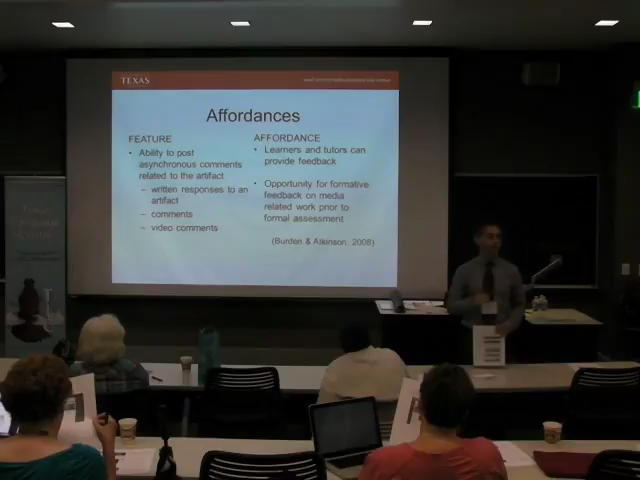 TEXAS
Affordances
FEATURE
• Ability to post
asynchronous comments
related to the artifact
– written responses to an
artifact
– comments
– video comments
AFFORDANCE
• Learners and tutors can
provide feedback
• Opportunity for formative
feedback on media
related work prior to
formal assessment
(Burden & Atkinson, 2008)